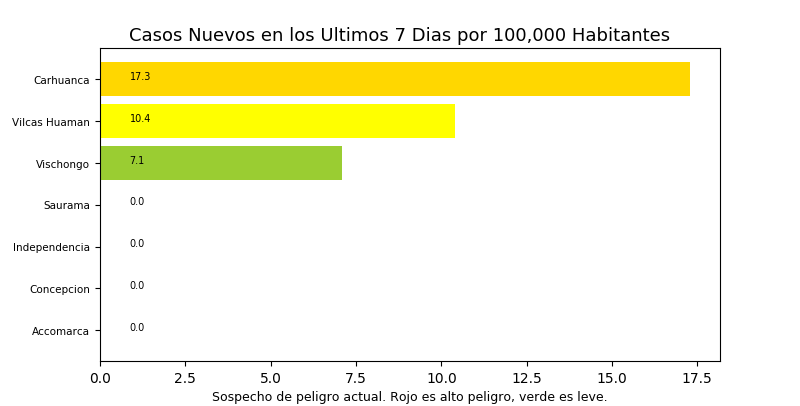 Casos Nuevos en los Ultimos 7 Dias por 100,000 Habitantes
Carhuanca 17.3
Vilcas Huaman 10.4
Vischongo 7.1
Saurama 0.0
Independencia 0.0
Concepcion 0.0
Accomarca 0.0
0.0 2.5 5.0 7.5 10.0 12.5 15.0 17.5
Sospecho de peligro actual. Rojo es alto peligro, verde es leve.